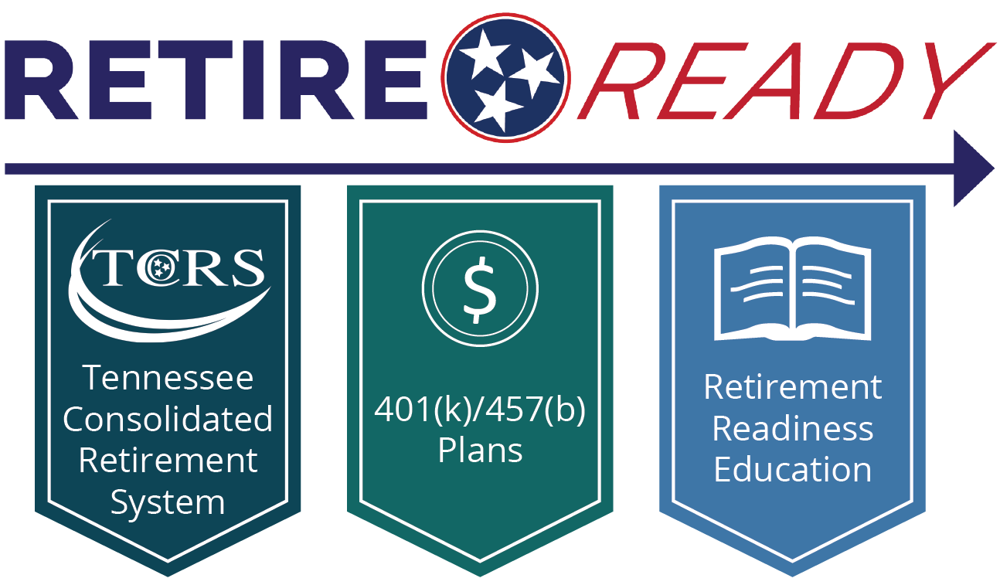 RETIRE READY
TCRS
Tennessee
Consolidated
Retirement
System
$
401(k)/457(b)
Plans
Retirement
Readiness
Education